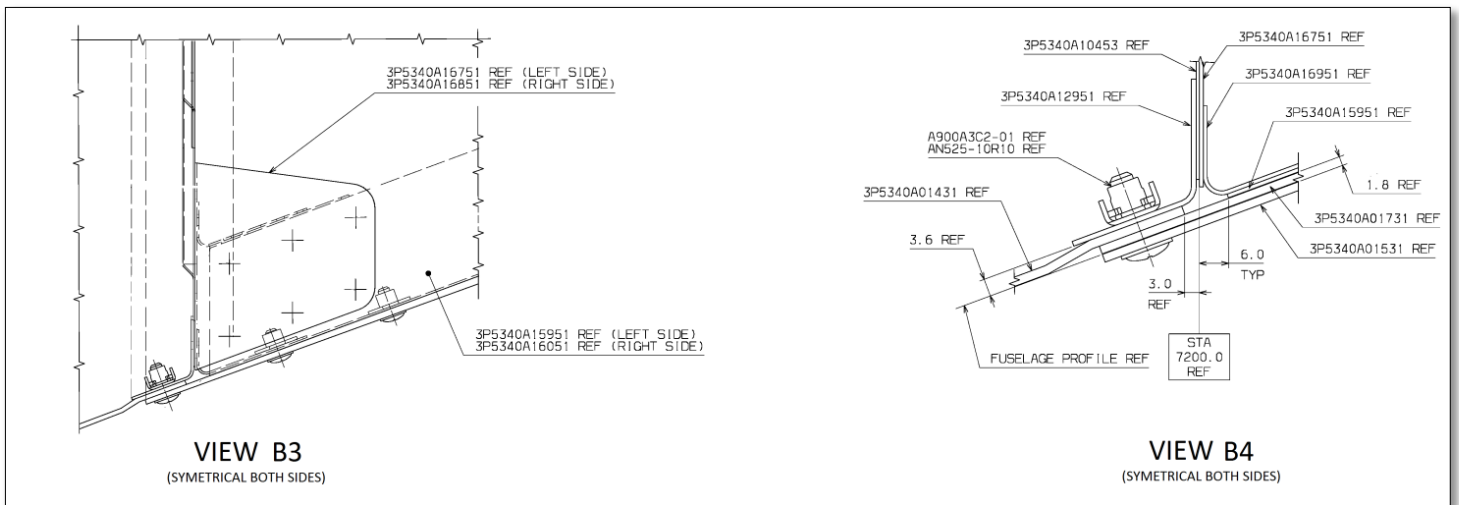 3P5340A16751 REF (LEFT SIDE)
3P5340A16851 REF (RIGHT SIDE)
3P5340A15951 REF (LEFT SIDE)
3P5340A16051 REF (RIGHT SIDE)
VIEW B3
(SYMETRICAL BOTH SIDES)
3P5340A10453 REF
3P5340A16751 REF
3P5340A12951 REF
3P5340A16951 REF
3P5340A15951 REF
A900A3C2-01 REF
AN525-10R10 REF
3P5340A01431 REF
1.8 REF
3P5340A01731 REF
3.6 REF
3P5340A01531 REF
6.0
TYP
3.0
REF
FUSELAGE PROFILE REF
STA
7200.0
REF
VIEW B4
(SYMETRICAL BOTH SIDES)